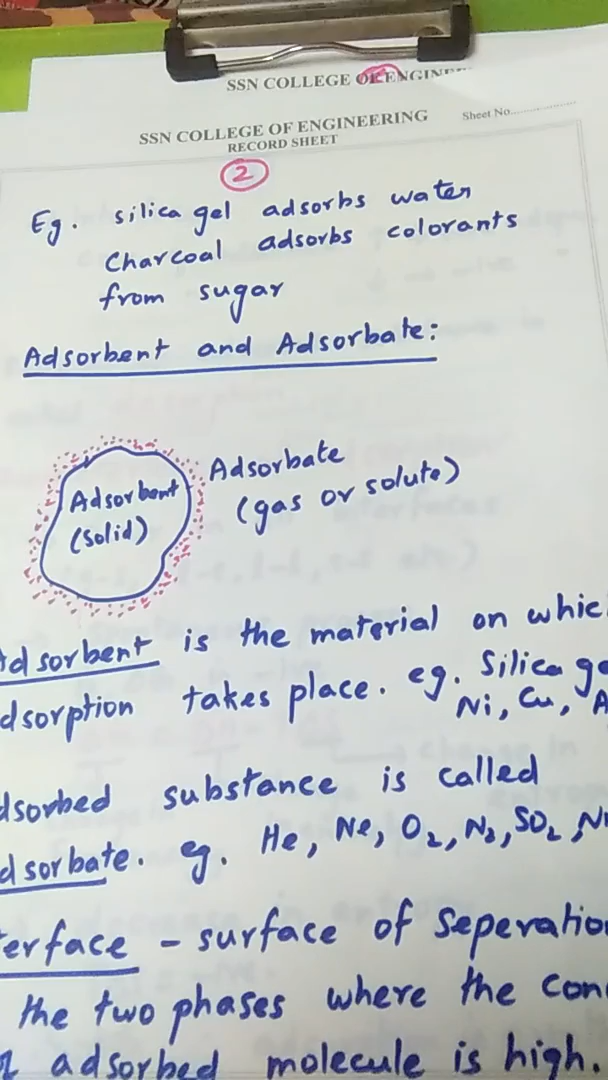 SSN COLLEGE OF ENGINE
SSN COLLEGE OF ENGINEERING
Sheet No..................
RECORD SHEET
2
Eg. silica gel adsorbs water
Charcoal adsorbs colorants
from sugar
Adsorbent and Adsorbate:
Adsorbent
(solid)
Adsorbate
(gas or solute)
Adsorbent is the material on whic
dsorption takes place. eg. Silica ge
Ni, Cu, A
dsorbed substance is called
dsorbate. eg. He, Ne, O2, N2, SO2, N
erface - surface of seperatio
the two phases where the con
adsorbed molecule is high.